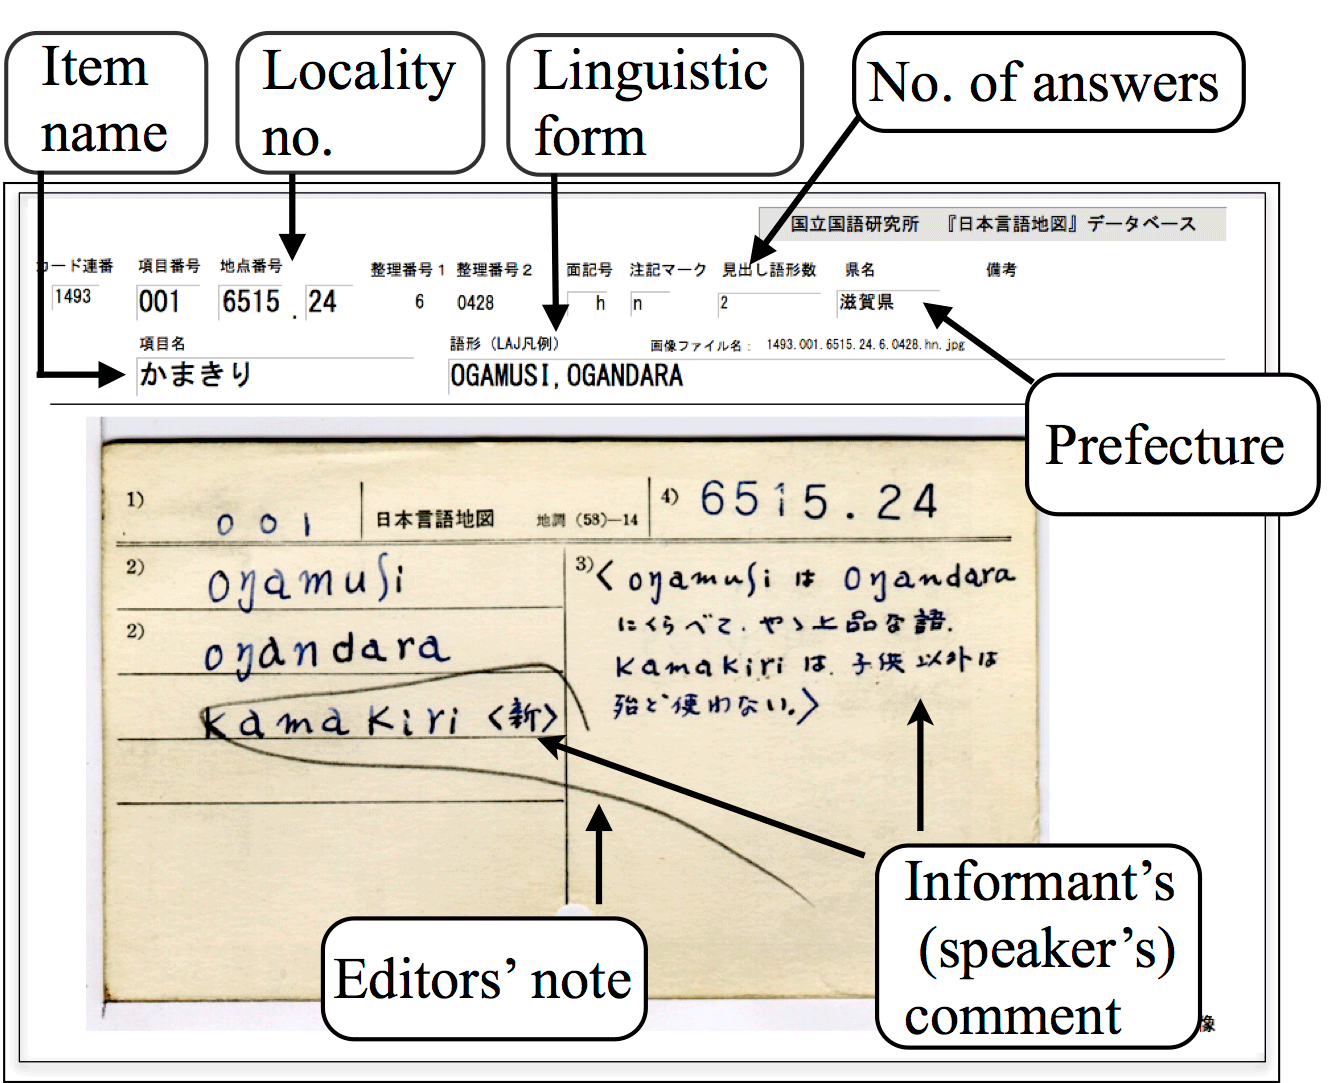 Item
name
Locality
no.
Linguistic
form
No. of answers
国立国語研究所 『日本言語地図』データベース
カード連番 項目番号 地点番号 整理番号1 整理番号2 面記号 注記マーク 見出し語形数 県名 備考
1493 001 6515 . 24 6 0428 h n 2 滋賀県
項目名 語形（LAJ凡例） 画像ファイル名： 1493.001.6515.24.6.0428.hn.jpg
かまきり OGAMUSI,OGANDARA
Prefecture
1) 001 日本言語地図 地調（58）—14 4) 6515.24
2) oŋamuʃi
2) oŋandara
kamakiri〈新〉
3)〈oŋamuʃi は oŋandara
にくらべて、やゝ上品な語.
Kamakiri は、子供以外は
殆ど使わない。〉
Editors’ note
Informant’s
(speaker’s)
comment
像